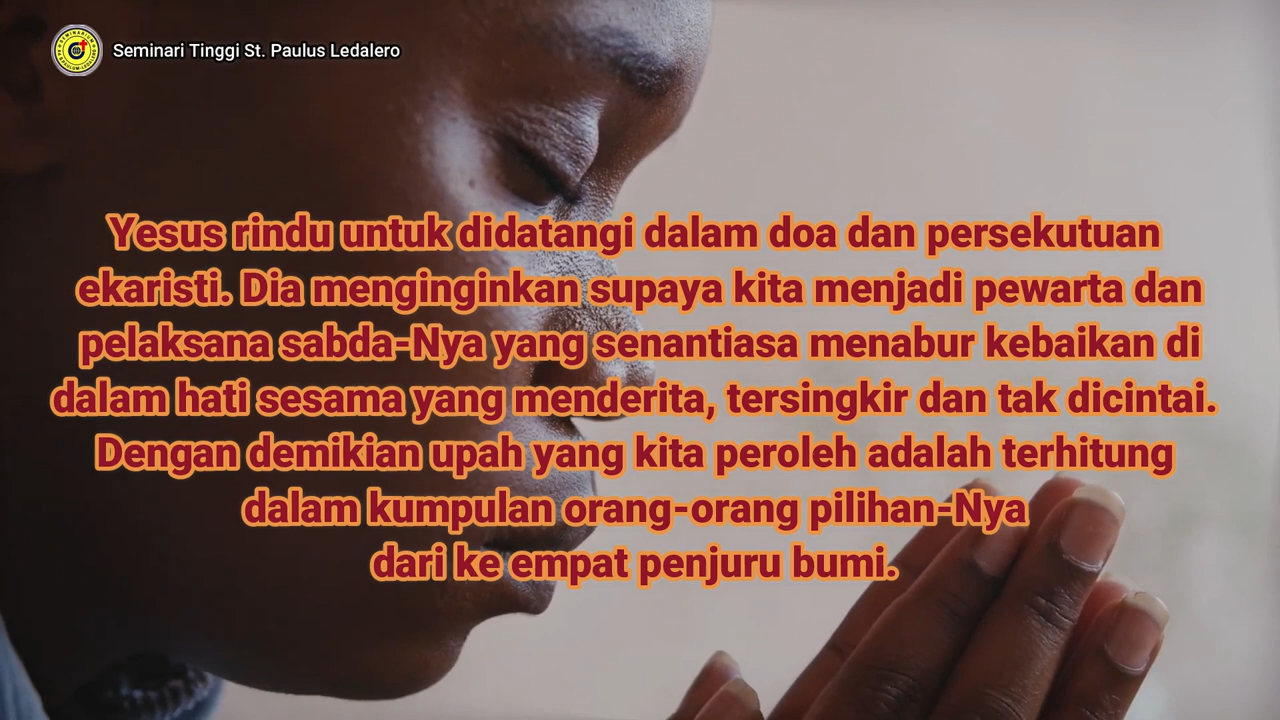 Seminari Tinggi St. Paulus Ledalero
Yesus rindu untuk didatangi dalam doa dan persekutuan
ekaristi. Dia menginginkan supaya kita menjadi pewarta dan
pelaksana sabda-Nya yang senantiasa menabur kebaikan di
dalam hati sesama yang menderita, tersingkir dan tak dicintai.
Dengan demikian upah yang kita peroleh adalah terhitung
dalam kumpulan orang-orang pilihan-Nya
dari ke empat penjuru bumi.